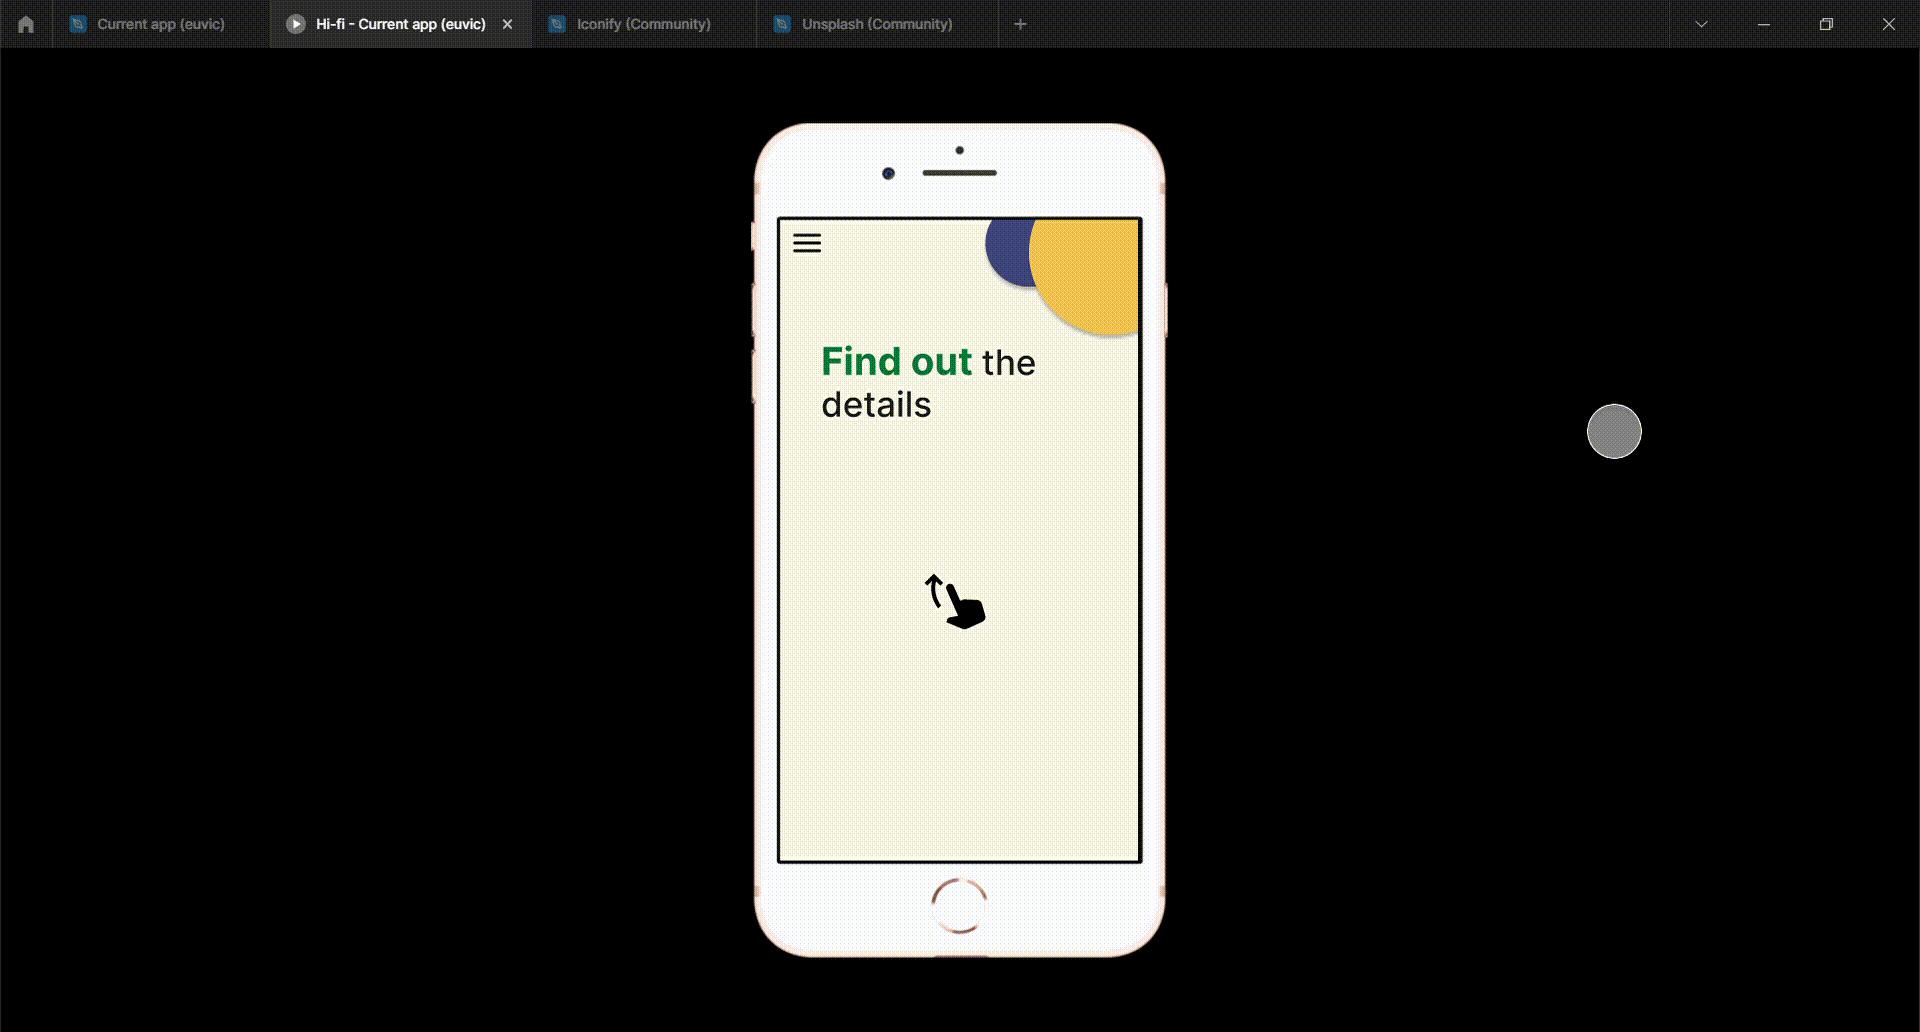 Current app (euvic)
Hi-fi - Current app (euvic)
Iconify (Community)
Unsplash (Community)
Find out the
details